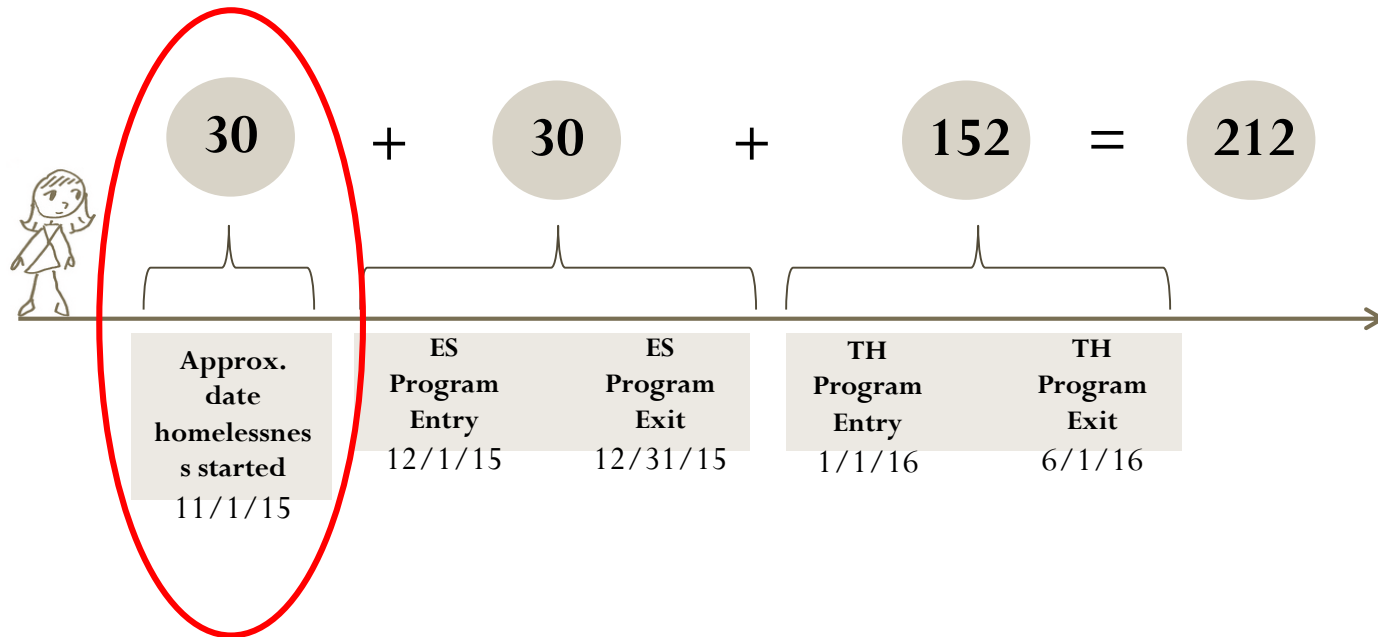 30 + 30 + 152 = 212
Approx.
date
homelessnes
s started
11/1/15
ES
Program
Entry
12/1/15
ES
Program
Exit
12/31/15
TH
Program
Entry
1/1/16
TH
Program
Exit
6/1/16